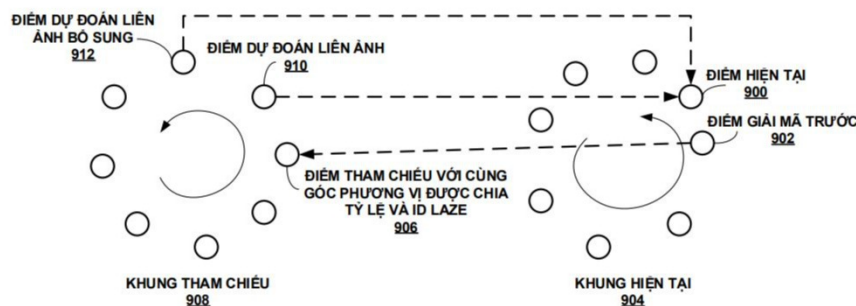 ĐIỂM DỰ ĐOÁN LIÊN
ẢNH BỔ SUNG
912
ĐIỂM DỰ ĐOÁN LIÊN ẢNH
910
ĐIỂM HIỆN TẠI
900
ĐIỂM GIẢI MÃ TRƯỚC
902
ĐIỂM THAM CHIẾU VỚI CÙNG
GÓC PHƯƠNG VỊ ĐƯỢC CHIA
TỶ LỆ VÀ ID LAZE
906
KHUNG THAM CHIẾU
908
KHUNG HIỆN TẠI
904